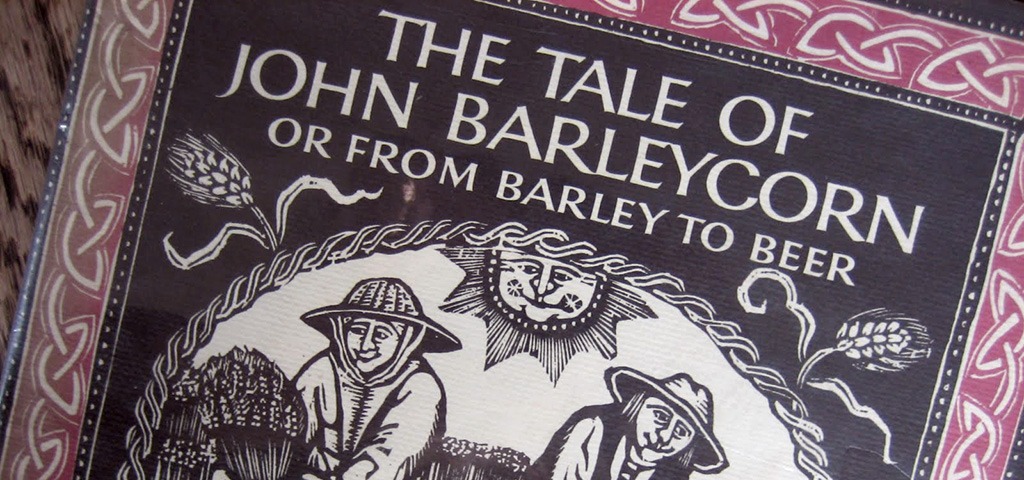 THE TALE OF
JOHN BARLEYCORN
OR FROM BARLEY TO BEER